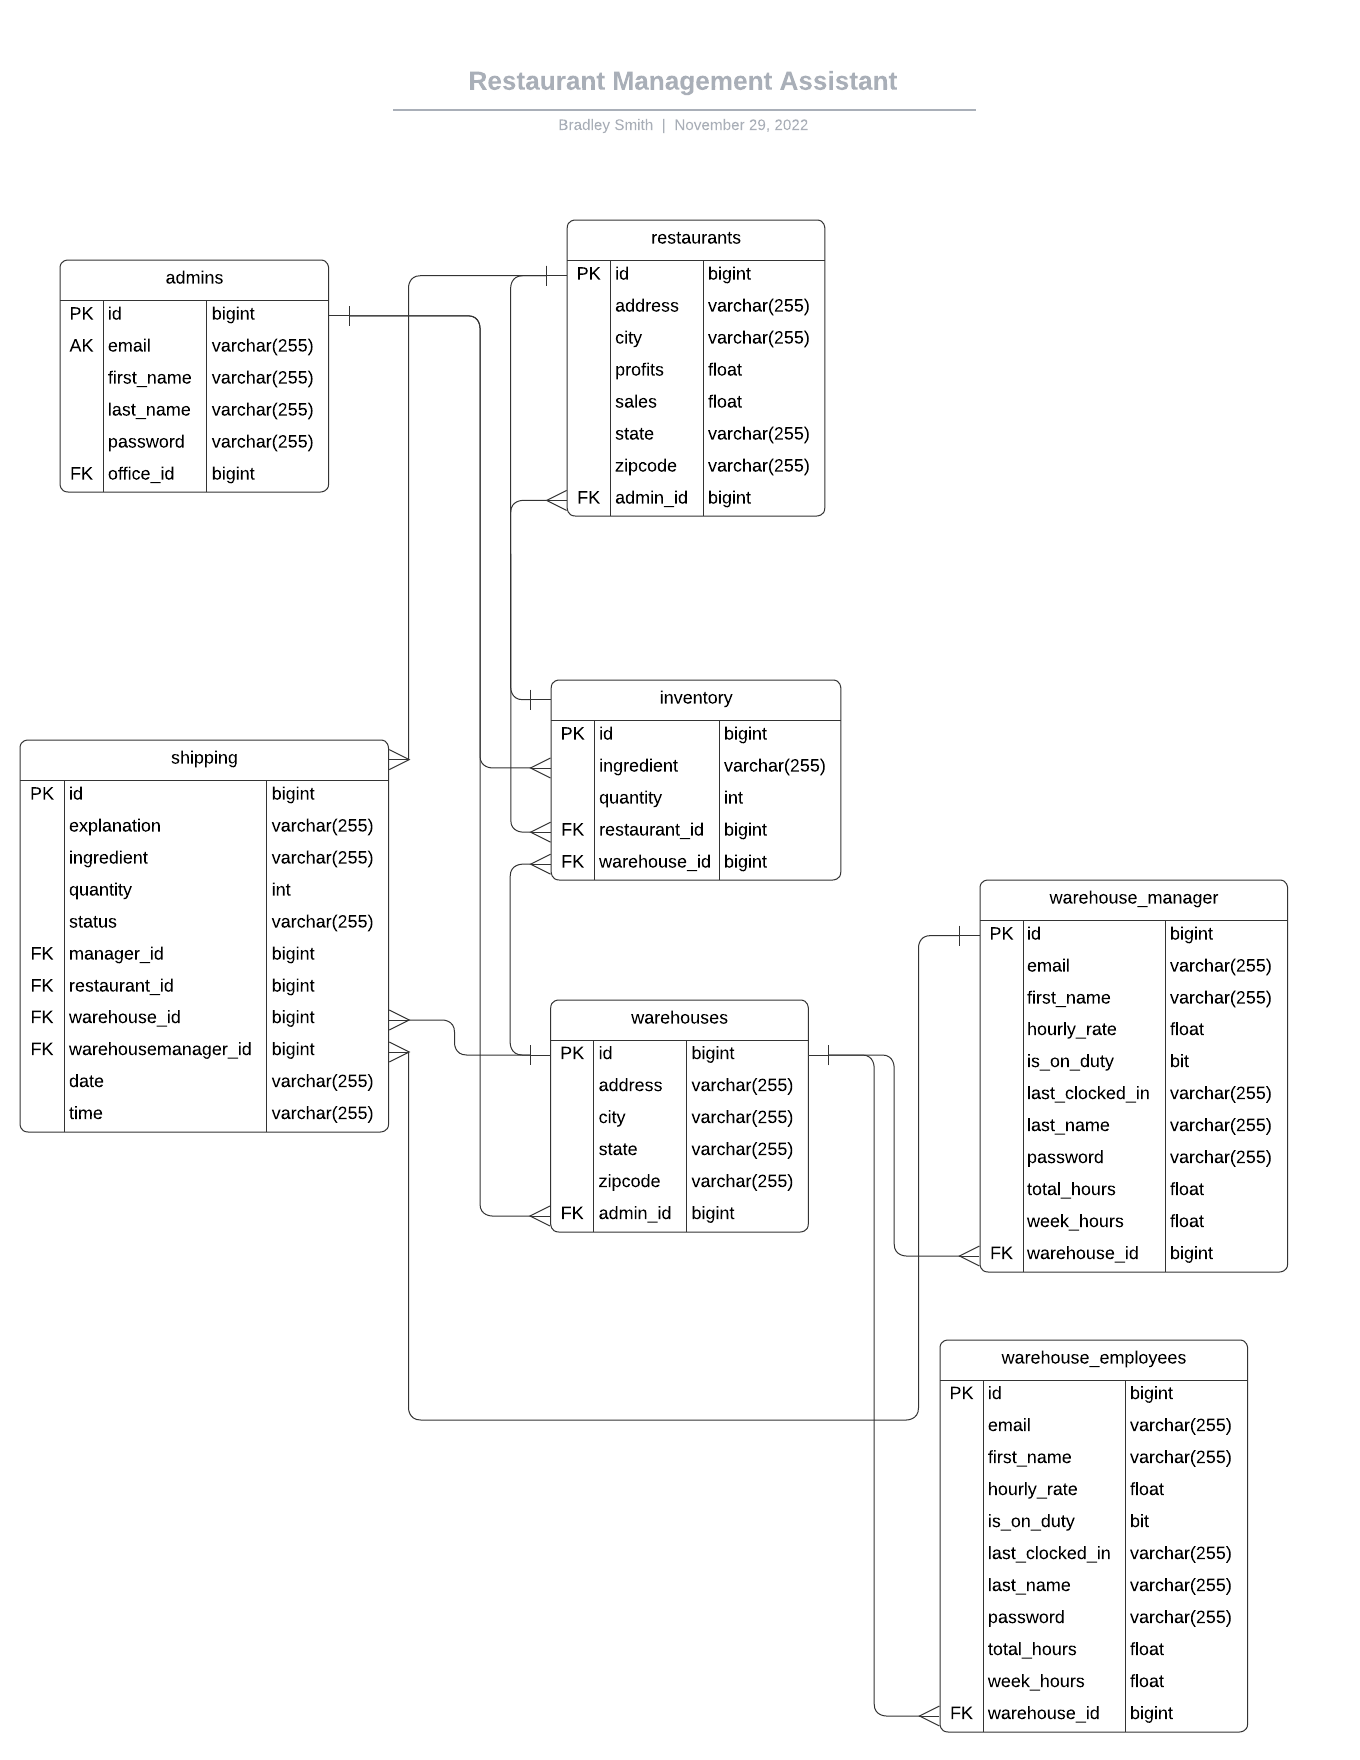 Restaurant Management Assistant
Bradley Smith | November 29, 2022
restaurants
PK id bigint
address varchar(255)
city varchar(255)
profits float
sales float
state varchar(255)
zipcode varchar(255)
FK admin_id bigint
admins
PK id bigint
AK email varchar(255)
first_name varchar(255)
last_name varchar(255)
password varchar(255)
FK office_id bigint
inventory
PK id bigint
ingredient varchar(255)
quantity int
FK restaurant_id bigint
FK warehouse_id bigint
shipping
PK id bigint
explanation varchar(255)
ingredient varchar(255)
quantity int
status varchar(255)
FK manager_id bigint
FK restaurant_id bigint
FK warehouse_id bigint
FK warehousemanager_id bigint
date varchar(255)
time varchar(255)
warehouses
PK id bigint
address varchar(255)
city varchar(255)
state varchar(255)
zipcode varchar(255)
FK admin_id bigint
warehouse_manager
PK id bigint
email varchar(255)
first_name varchar(255)
hourly_rate float
is_on_duty bit
last_clocked_in varchar(255)
last_name varchar(255)
password varchar(255)
total_hours float
week_hours float
FK warehouse_id bigint
warehouse_employees
PK id bigint
email varchar(255)
first_name varchar(255)
hourly_rate float
is_on_duty bit
last_clocked_in varchar(255)
last_name varchar(255)
password varchar(255)
total_hours float
week_hours float
FK warehouse_id bigint